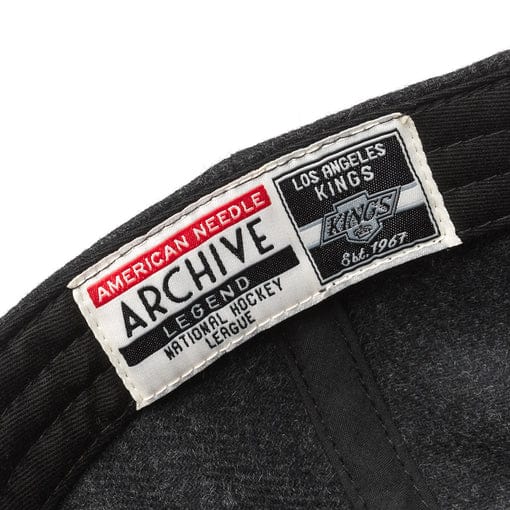 AMERICAN NEEDLE
ARCHIVE
LEGEND
NATIONAL HOCKEY
LEAGUE
LOS ANGELES
KINGS
KINGS
Est. 1967